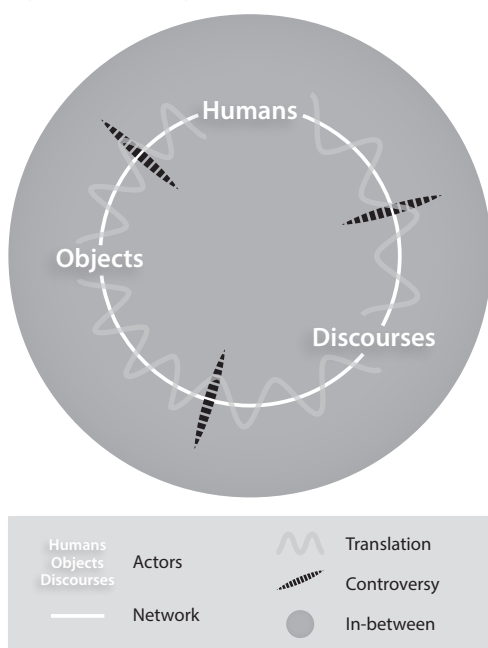 Humans
Objects
Discourses
Humans
Objects
Discourses
Actors
Network
Translation
Controversy
In-between